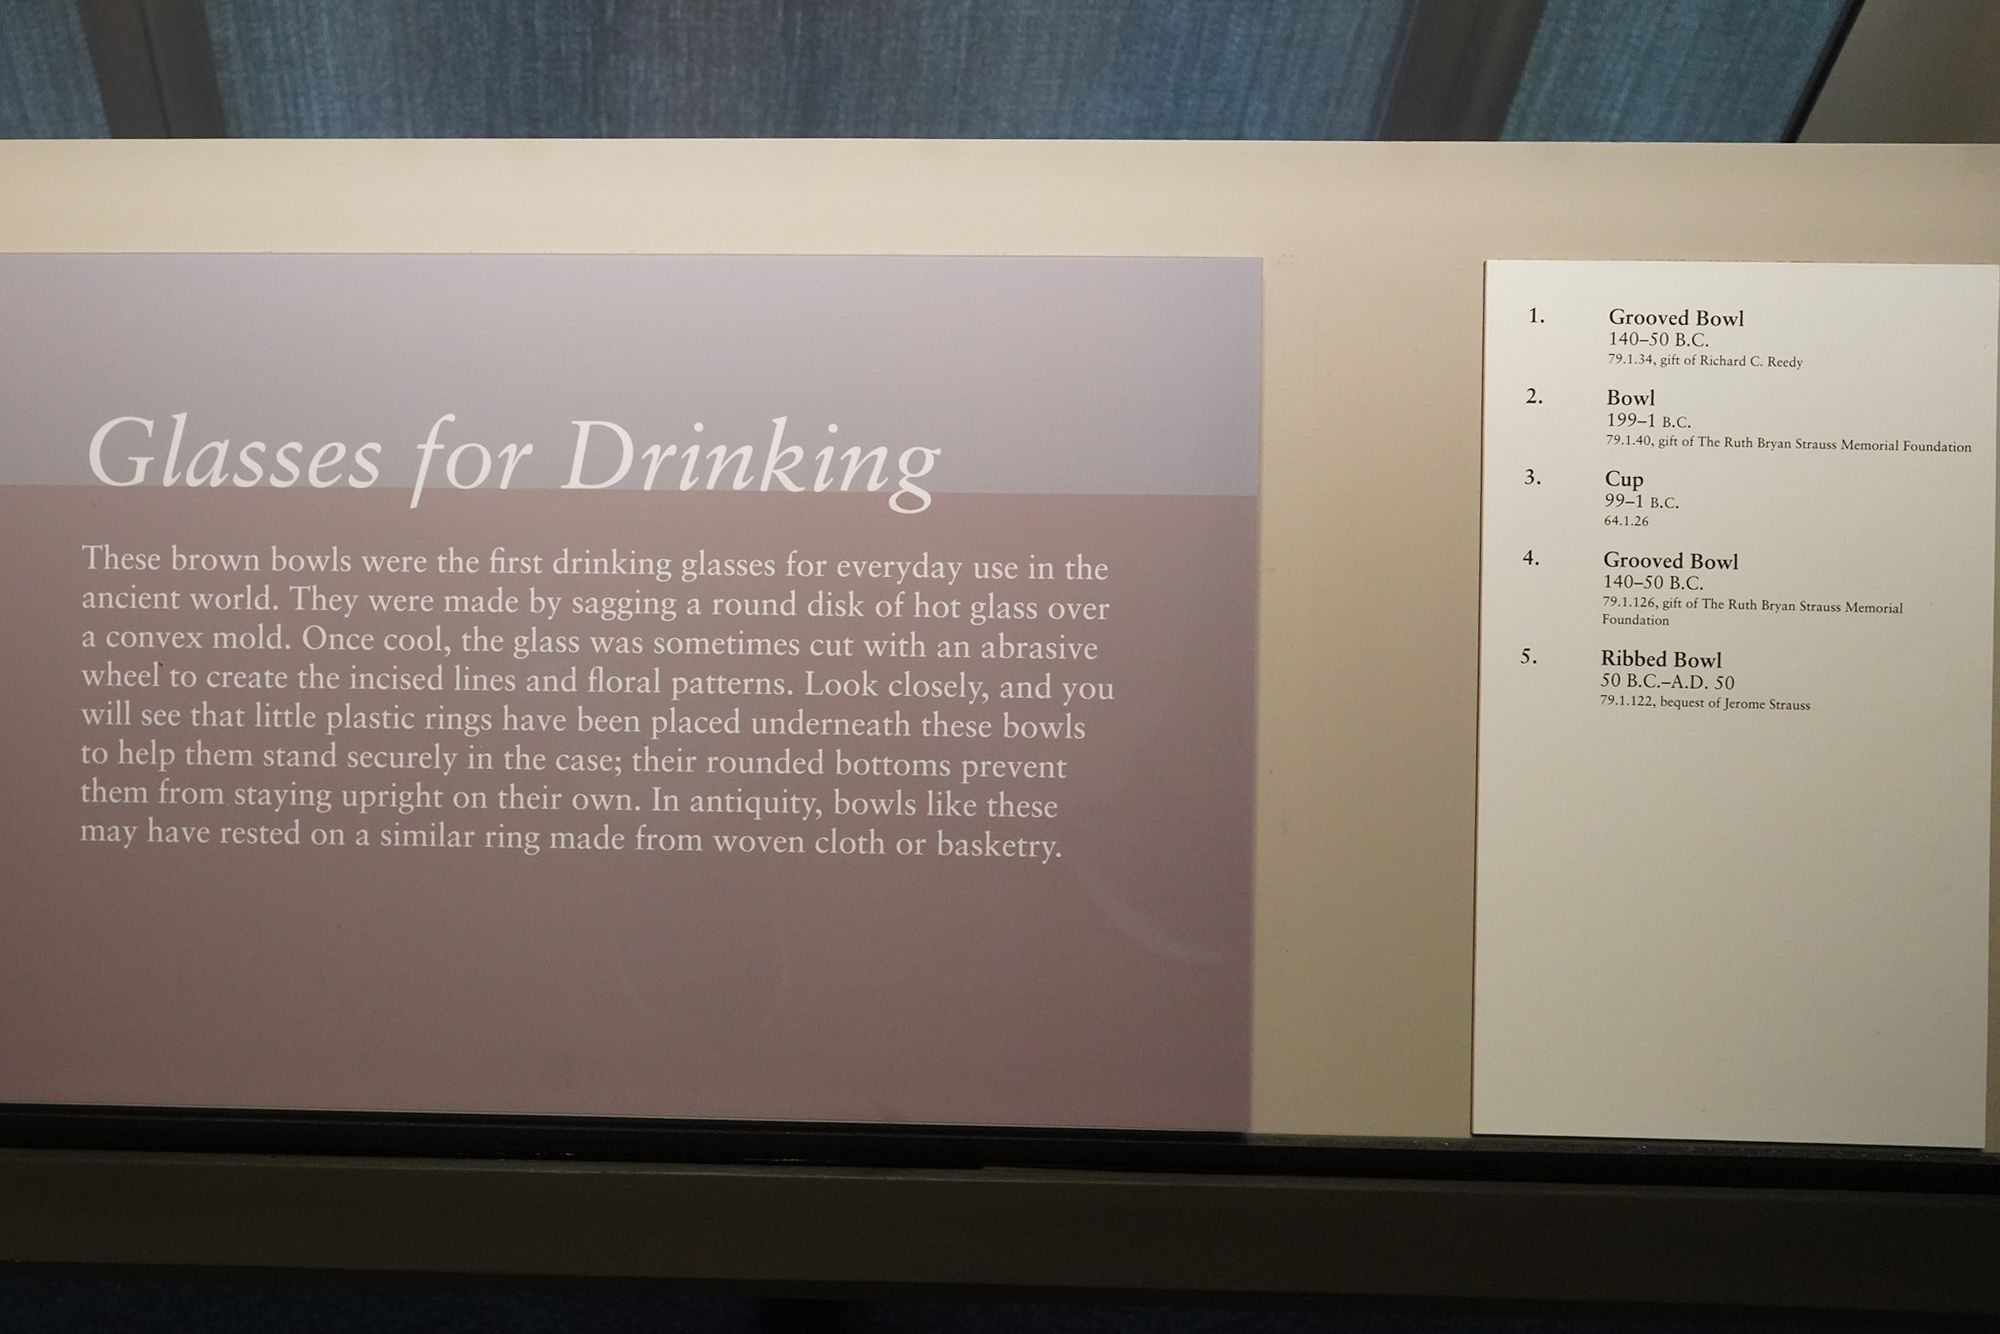 Glasses for Drinking
These brown bowls were the first drinking glasses for everyday use in the
ancient world. They were made by sagging a round disk of hot glass over
a convex mold. Once cool, the glass was sometimes cut with an abrasive
wheel to create the incised lines and floral patterns. Look closely, and you
will see that little plastic rings have been placed underneath these bowls
to help them stand securely in the case; their rounded bottoms prevent
them from staying upright on their own. In antiquity, bowls like these
may have rested on a similar ring made from woven cloth or basketry.
1. Grooved Bowl
140–50 B.C.
79.1.34, gift of Richard C. Reedy
2. Bowl
199–1 B.C.
79.1.40, gift of The Ruth Bryan Strauss Memorial Foundation
3. Cup
99–1 B.C.
64.1.26
4. Grooved Bowl
140–50 B.C.
79.1.126, gift of The Ruth Bryan Strauss Memorial
Foundation
5. Ribbed Bowl
50 B.C.–A.D. 50
79.1.122, bequest of Jerome Strauss